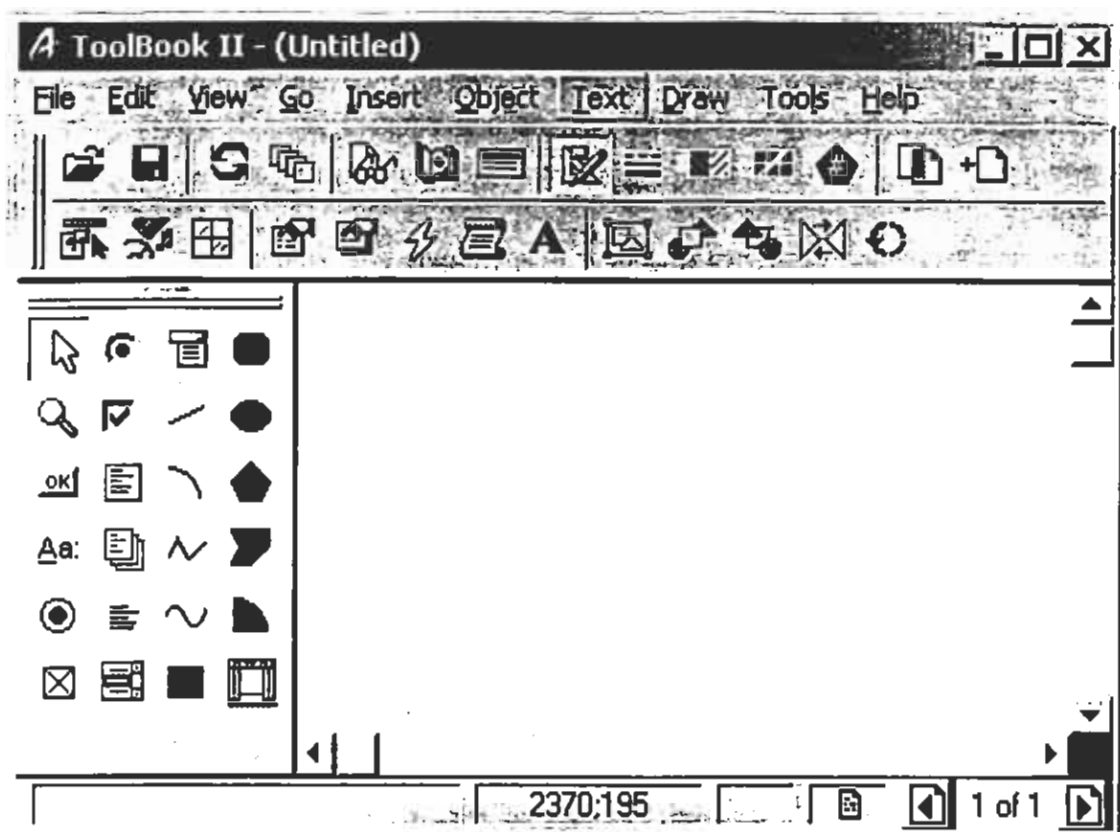 ToolBook II - (Untitled)
File Edit View Go Insert Object Text Draw Tools Help
A
OK
Aa:
2370;195
1 of 1